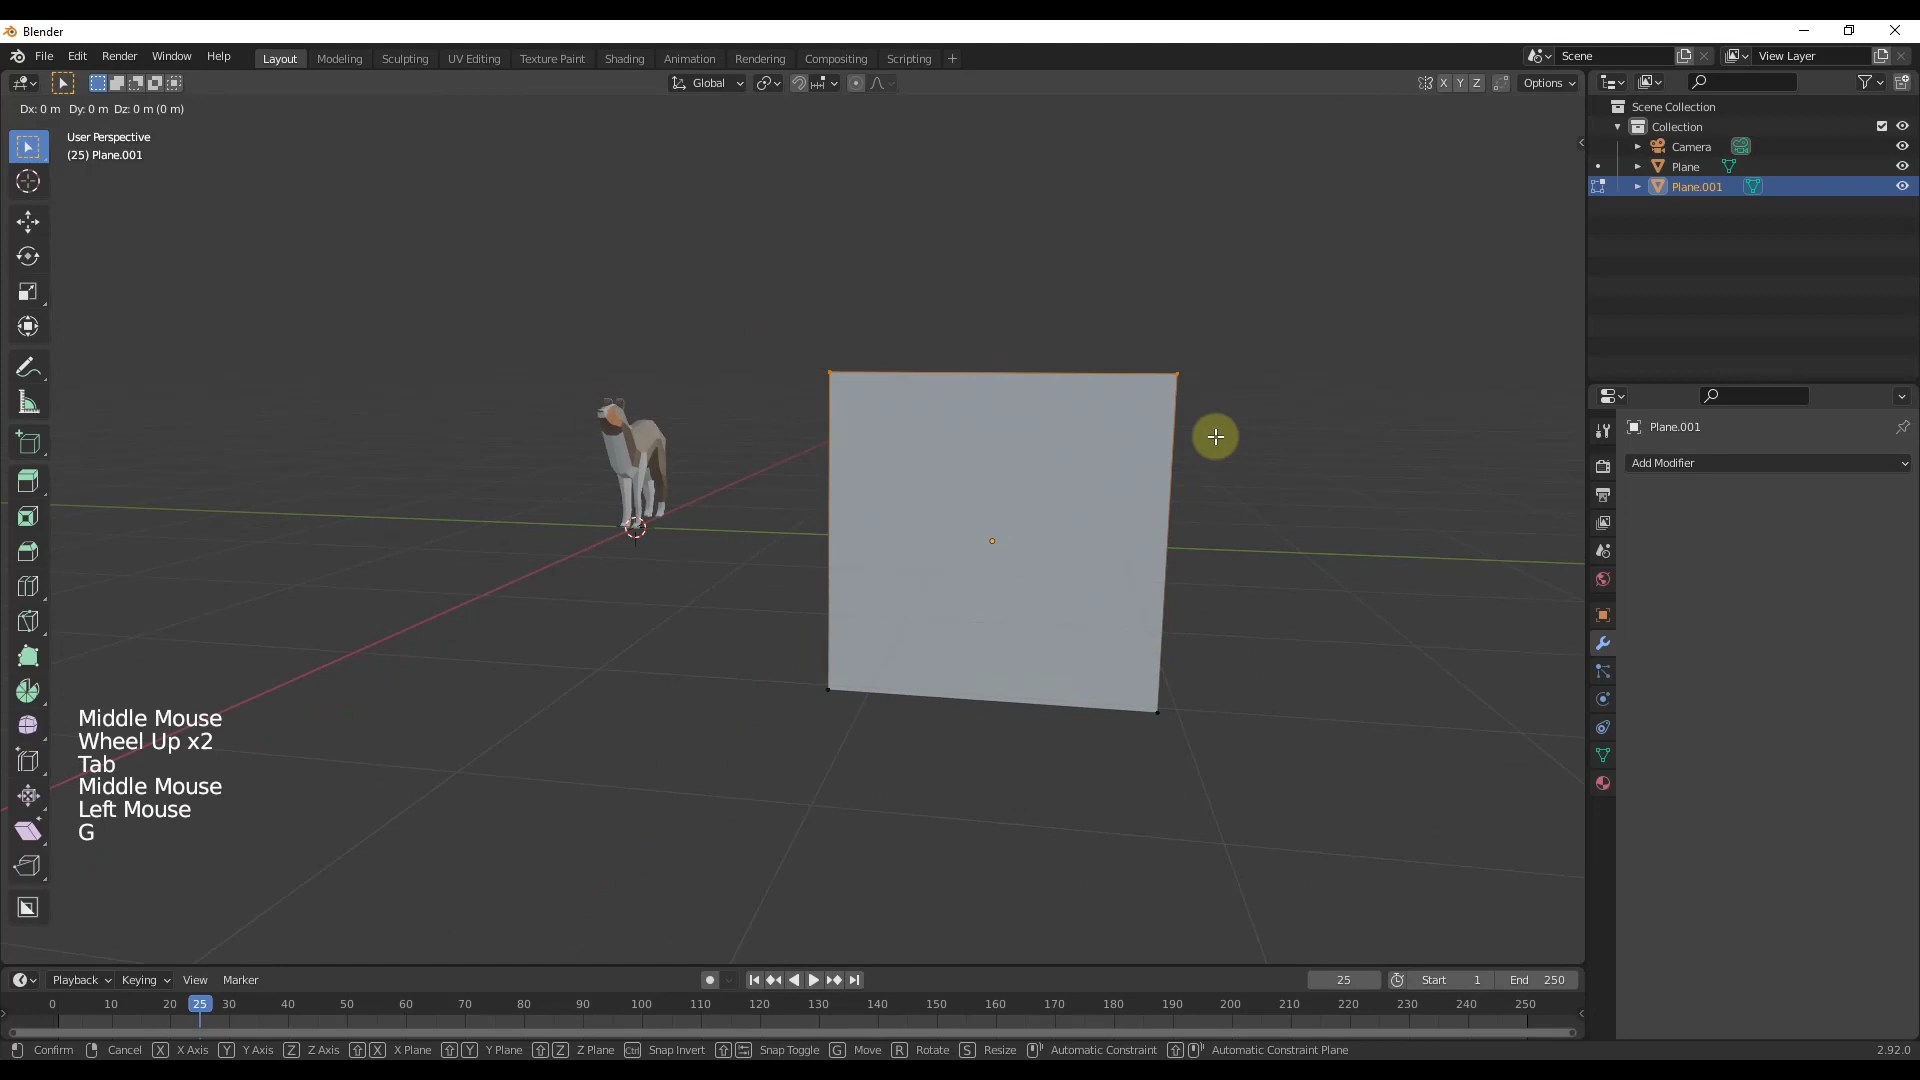 Blender
File Edit Render Window Help Layout Modeling Sculpting UV Editing Texture Paint Shading Animation Rendering Compositing Scripting + Scene View Layer
Global X Y Z Options
Dx: 0 m Dy: 0 m Dz: 0 m (0 m)
User Perspective
(25) Plane.001
Scene Collection
Collection
Camera
Plane
Plane.001
Plane.001
Add Modifier
Middle Mouse
Wheel Up x2
Tab
Middle Mouse
Left Mouse
G
Playback Keying View Marker 25 Start 1 End 250
0 10 20 25 30 40 50 60 70 80 90 100 110 120 130 140 150 160 170 180 190 200 210 220 230 240 250
Confirm Cancel X X Axis Y Y Axis Z Z Axis X X Plane Y Y Plane Z Z Plane Ctrl Snap Invert Snap Toggle G Move R Rotate S Resize Automatic Constraint Automatic Constraint Plane 2.92.0